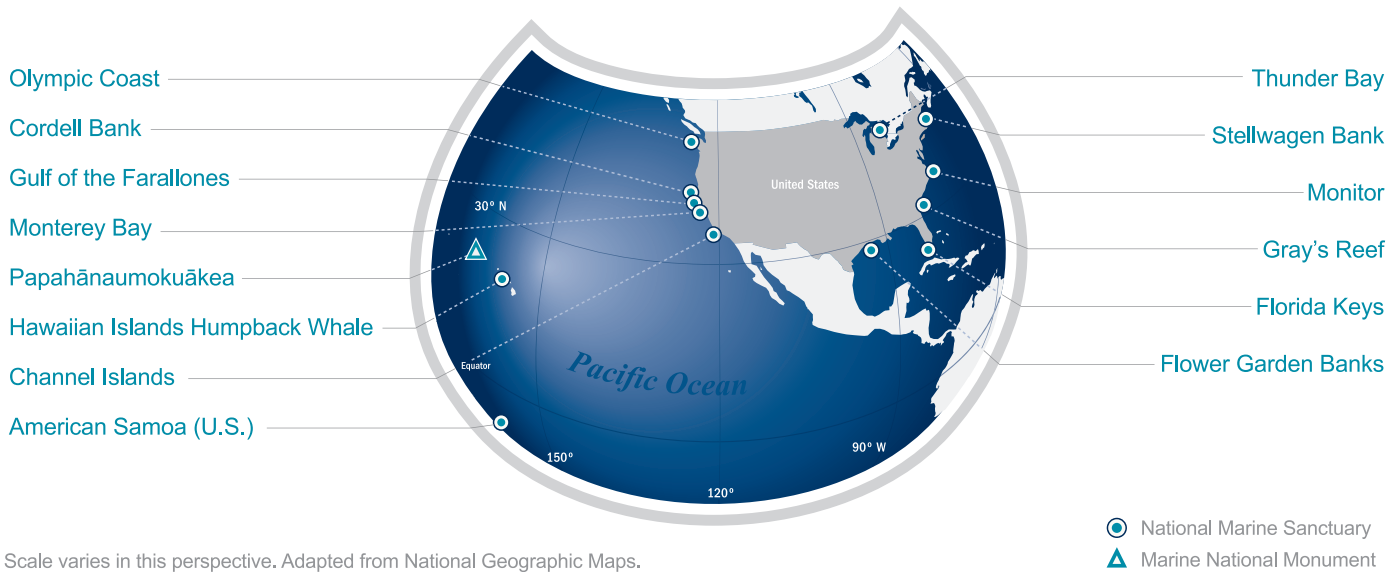 Olympic Coast
Cordell Bank
Gulf of the Farallones
Monterey Bay
Papahānaumokuākea
Hawaiian Islands Humpback Whale
Channel Islands
American Samoa (U.S.)
30° N
Equator
150°
120°
90° W
United States
Pacific Ocean
Thunder Bay
Stellwagen Bank
Monitor
Gray's Reef
Florida Keys
Flower Garden Banks
National Marine Sanctuary
Marine National Monument
Scale varies in this perspective. Adapted from National Geographic Maps.